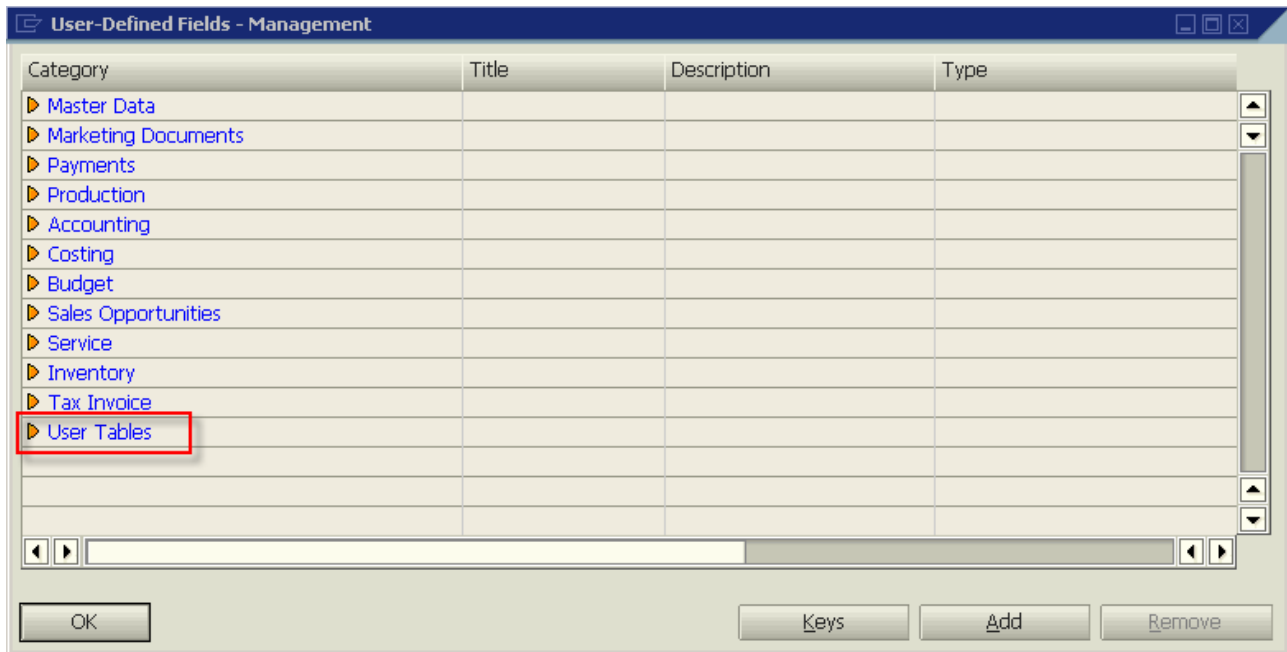 User-Defined Fields - Management
Category Title Description Type
Master Data
Marketing Documents
Payments
Production
Accounting
Costing
Budget
Sales Opportunities
Service
Inventory
Tax Invoice
User Tables
OK Keys Add Remove